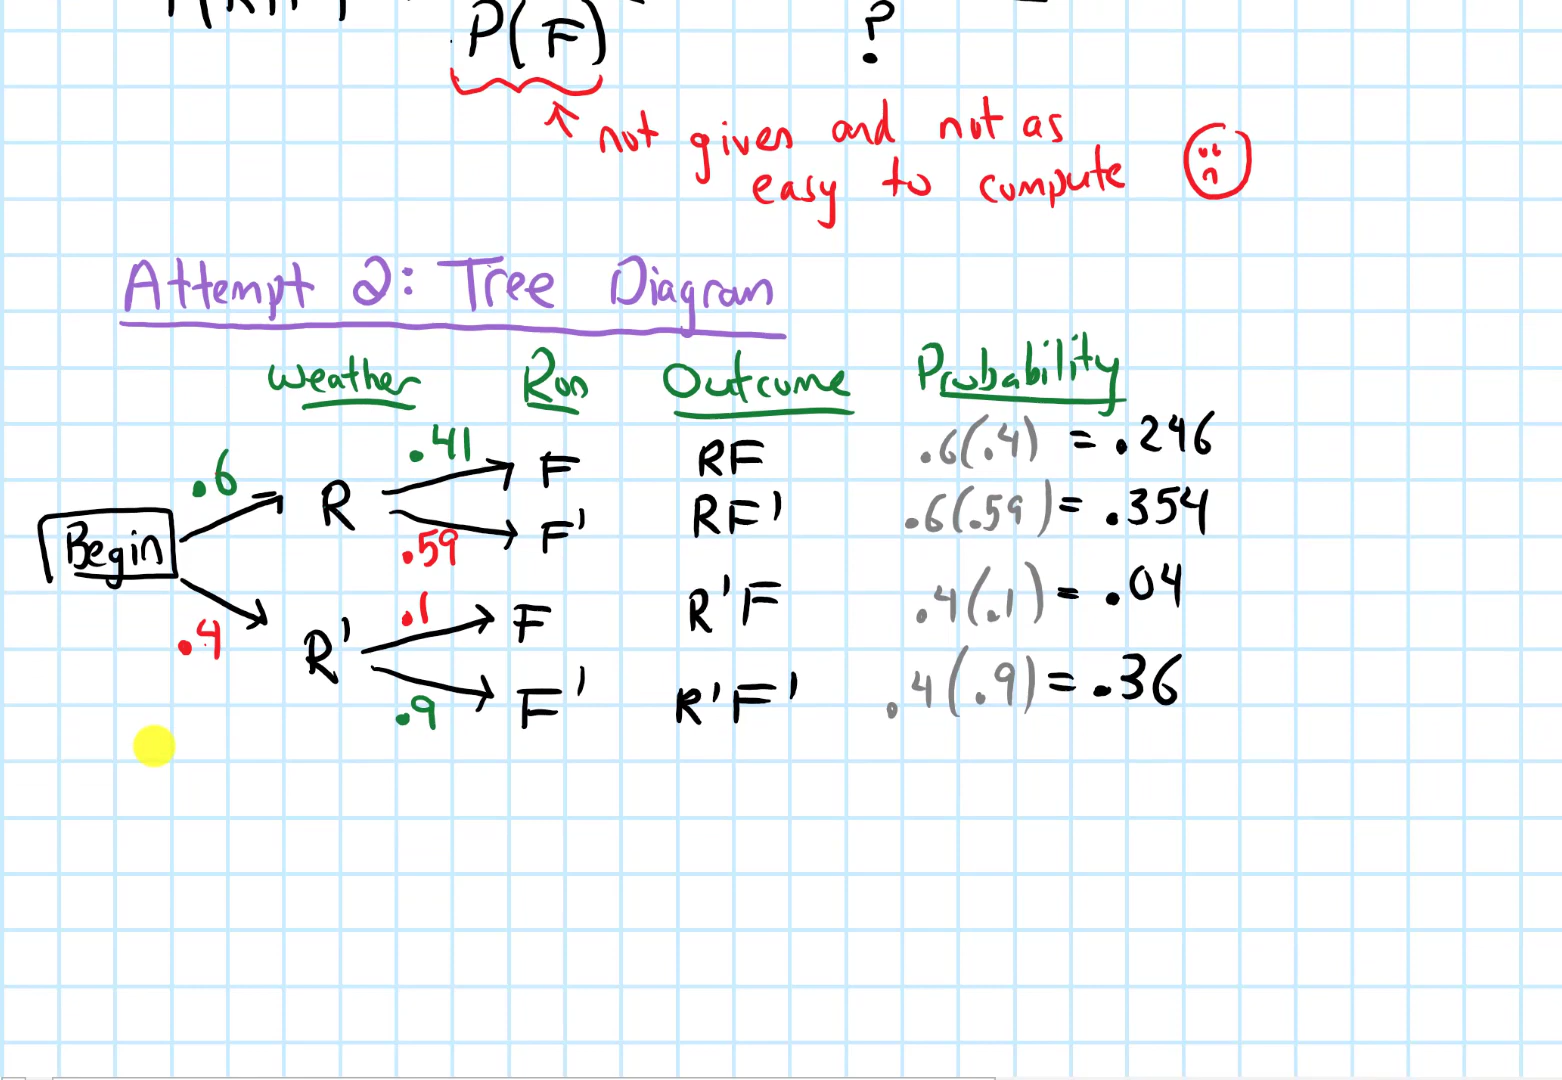 P(F) ?
not given and not as
easy to compute
Attempt 2: Tree Diagram
Weather Run Outcome Probability
.6 .41 F RF .6(.4) = .246
R
.59 F' RF' .6(.59) = .354
Begin
.4 .1 F R'F .4(.1) = .04
R'
.9 F' R'F' .4(.9) = .36